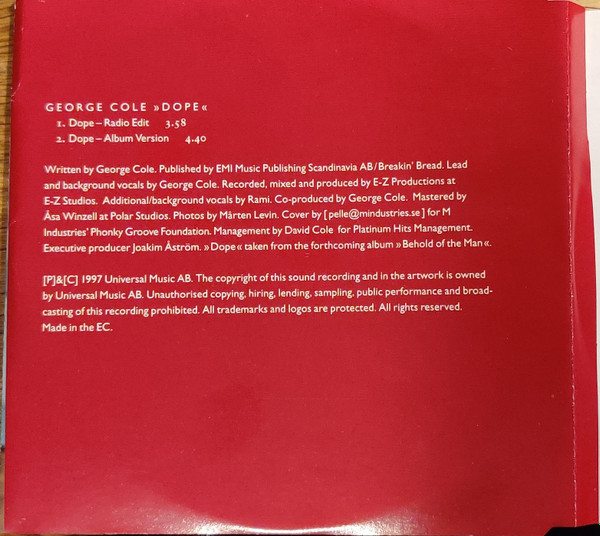 GEORGE COLE »DOPE«
1. Dope – Radio Edit 3.58
2. Dope – Album Version 4.40
Written by George Cole. Published by EMI Music Publishing Scandinavia AB/Breakin' Bread. Lead
and background vocals by George Cole. Recorded, mixed and produced by E-Z Productions at
E-Z Studios. Additional/background vocals by Rami. Co-produced by George Cole. Mastered by
Åsa Winzell at Polar Studios. Photos by Mårten Levin. Cover by [pelle@mindustries.se] for M
Industries' Phonky Groove Foundation. Management by David Cole for Platinum Hits Management.
Executive producer Joakim Åström. »Dope« taken from the forthcoming album »Behold of the Man«.
[P]&[C] 1997 Universal Music AB. The copyright of this sound recording and in the artwork is owned
by Universal Music AB. Unauthorised copying, hiring, lending, sampling, public performance and broad-
casting of this recording prohibited. All trademarks and logos are protected. All rights reserved.
Made in the EC.